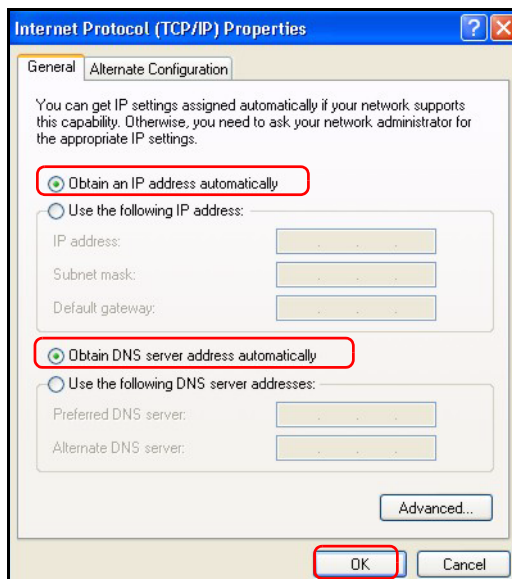 Internet Protocol (TCP/IP) Properties
General
Alternate Configuration
You can get IP settings assigned automatically if your network supports
this capability. Otherwise, you need to ask your network administrator for
the appropriate IP settings.
Obtain an IP address automatically
Use the following IP address:
IP address:
Subnet mask:
Default gateway:
Obtain DNS server address automatically
Use the following DNS server addresses:
Preferred DNS server:
Alternate DNS server:
Advanced...
OK
Cancel